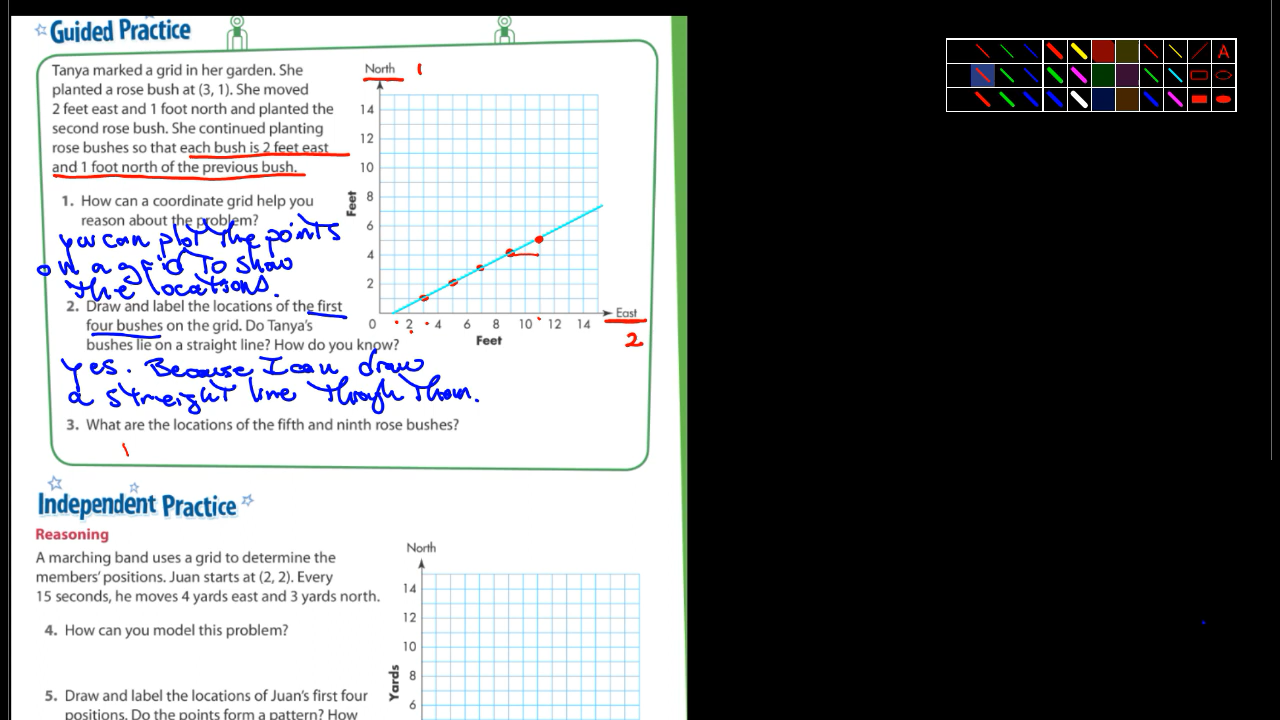 Guided Practice
Tanya marked a grid in her garden. She
planted a rose bush at (3, 1). She moved
2 feet east and 1 foot north and planted the
second rose bush. She continued planting
rose bushes so that each bush is 2 feet east
and 1 foot north of the previous bush.
1. How can a coordinate grid help you
reason about the problem?
you can plot the points
on a grid To show
the locations.
2. Draw and label the locations of the first
four bushes on the grid. Do Tanya's
bushes lie on a straight line? How do you know?
yes. Because I can draw
a streight line through them.
3. What are the locations of the fifth and ninth rose bushes?
North 1
14
12
10
8
6
4
2
Feet
0 2 4 6 8 10 12 14
East
Feet
2
Independent Practice
Reasoning
A marching band uses a grid to determine the
members' positions. Juan starts at (2, 2). Every
15 seconds, he moves 4 yards east and 3 yards north.
4. How can you model this problem?
5. Draw and label the locations of Juan's first four
positions. Do the points form a pattern? How
North
14
12
10
8
6
Yards
A